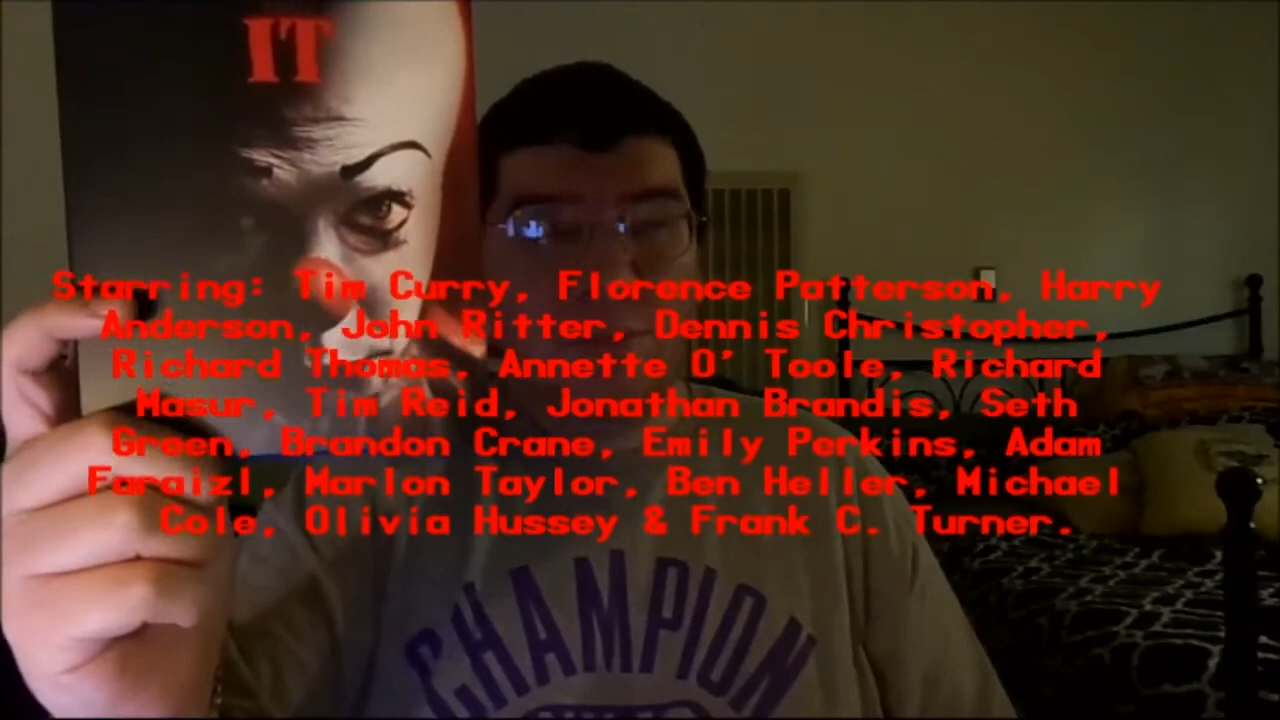 IT
Starring: Tim Curry, Florence Patterson, Harry
Anderson, John Ritter, Dennis Christopher,
Richard Thomas, Annette O' Toole, Richard
Masur, Tim Reid, Jonathan Brandis, Seth
Green, Brandon Crane, Emily Perkins, Adam
Faraizl, Marlon Taylor, Ben Heller, Michael
Cole, Olivia Hussey & Frank C. Turner.
CHAMPION